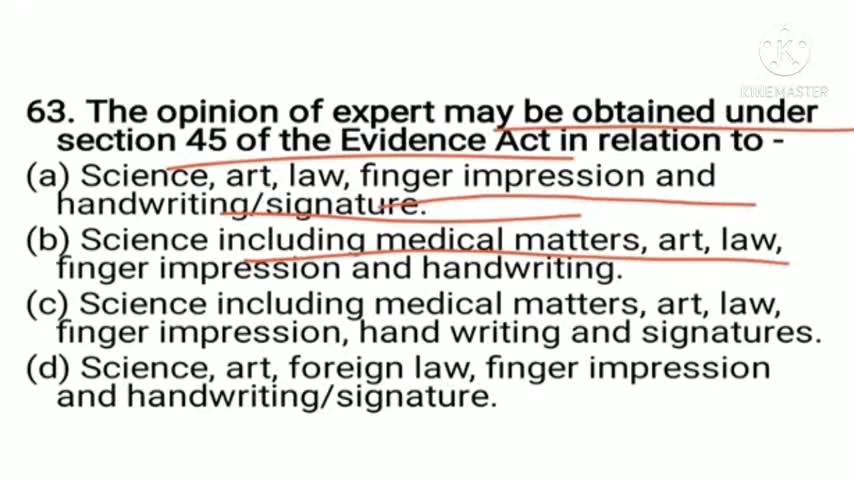 KINEMASTER
63. The opinion of expert may be obtained under
section 45 of the Evidence Act in relation to -
(a) Science, art, law, finger impression and
handwriting/signature.
(b) Science including medical matters, art, law,
finger impression and handwriting.
(c) Science including medical matters, art, law,
finger impression, hand writing and signatures.
(d) Science, art, foreign law, finger impression
and handwriting/signature.